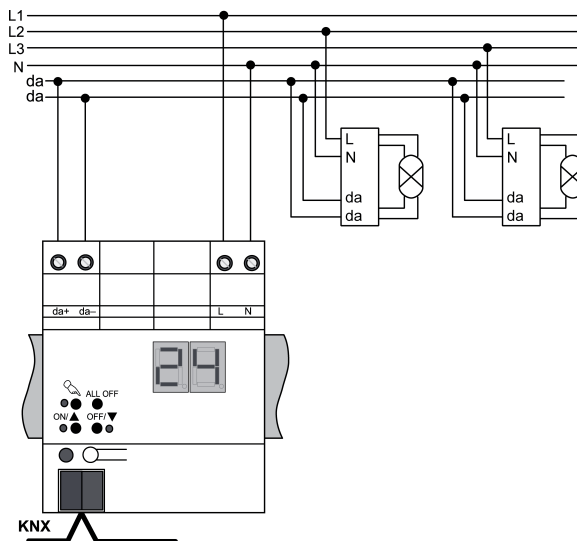 L1
L2
L3
N
da
da
L
N
da
da
L
N
da
da
da+ da– L N
24
ALL OFF
ON/▲ OFF/▼
KNX